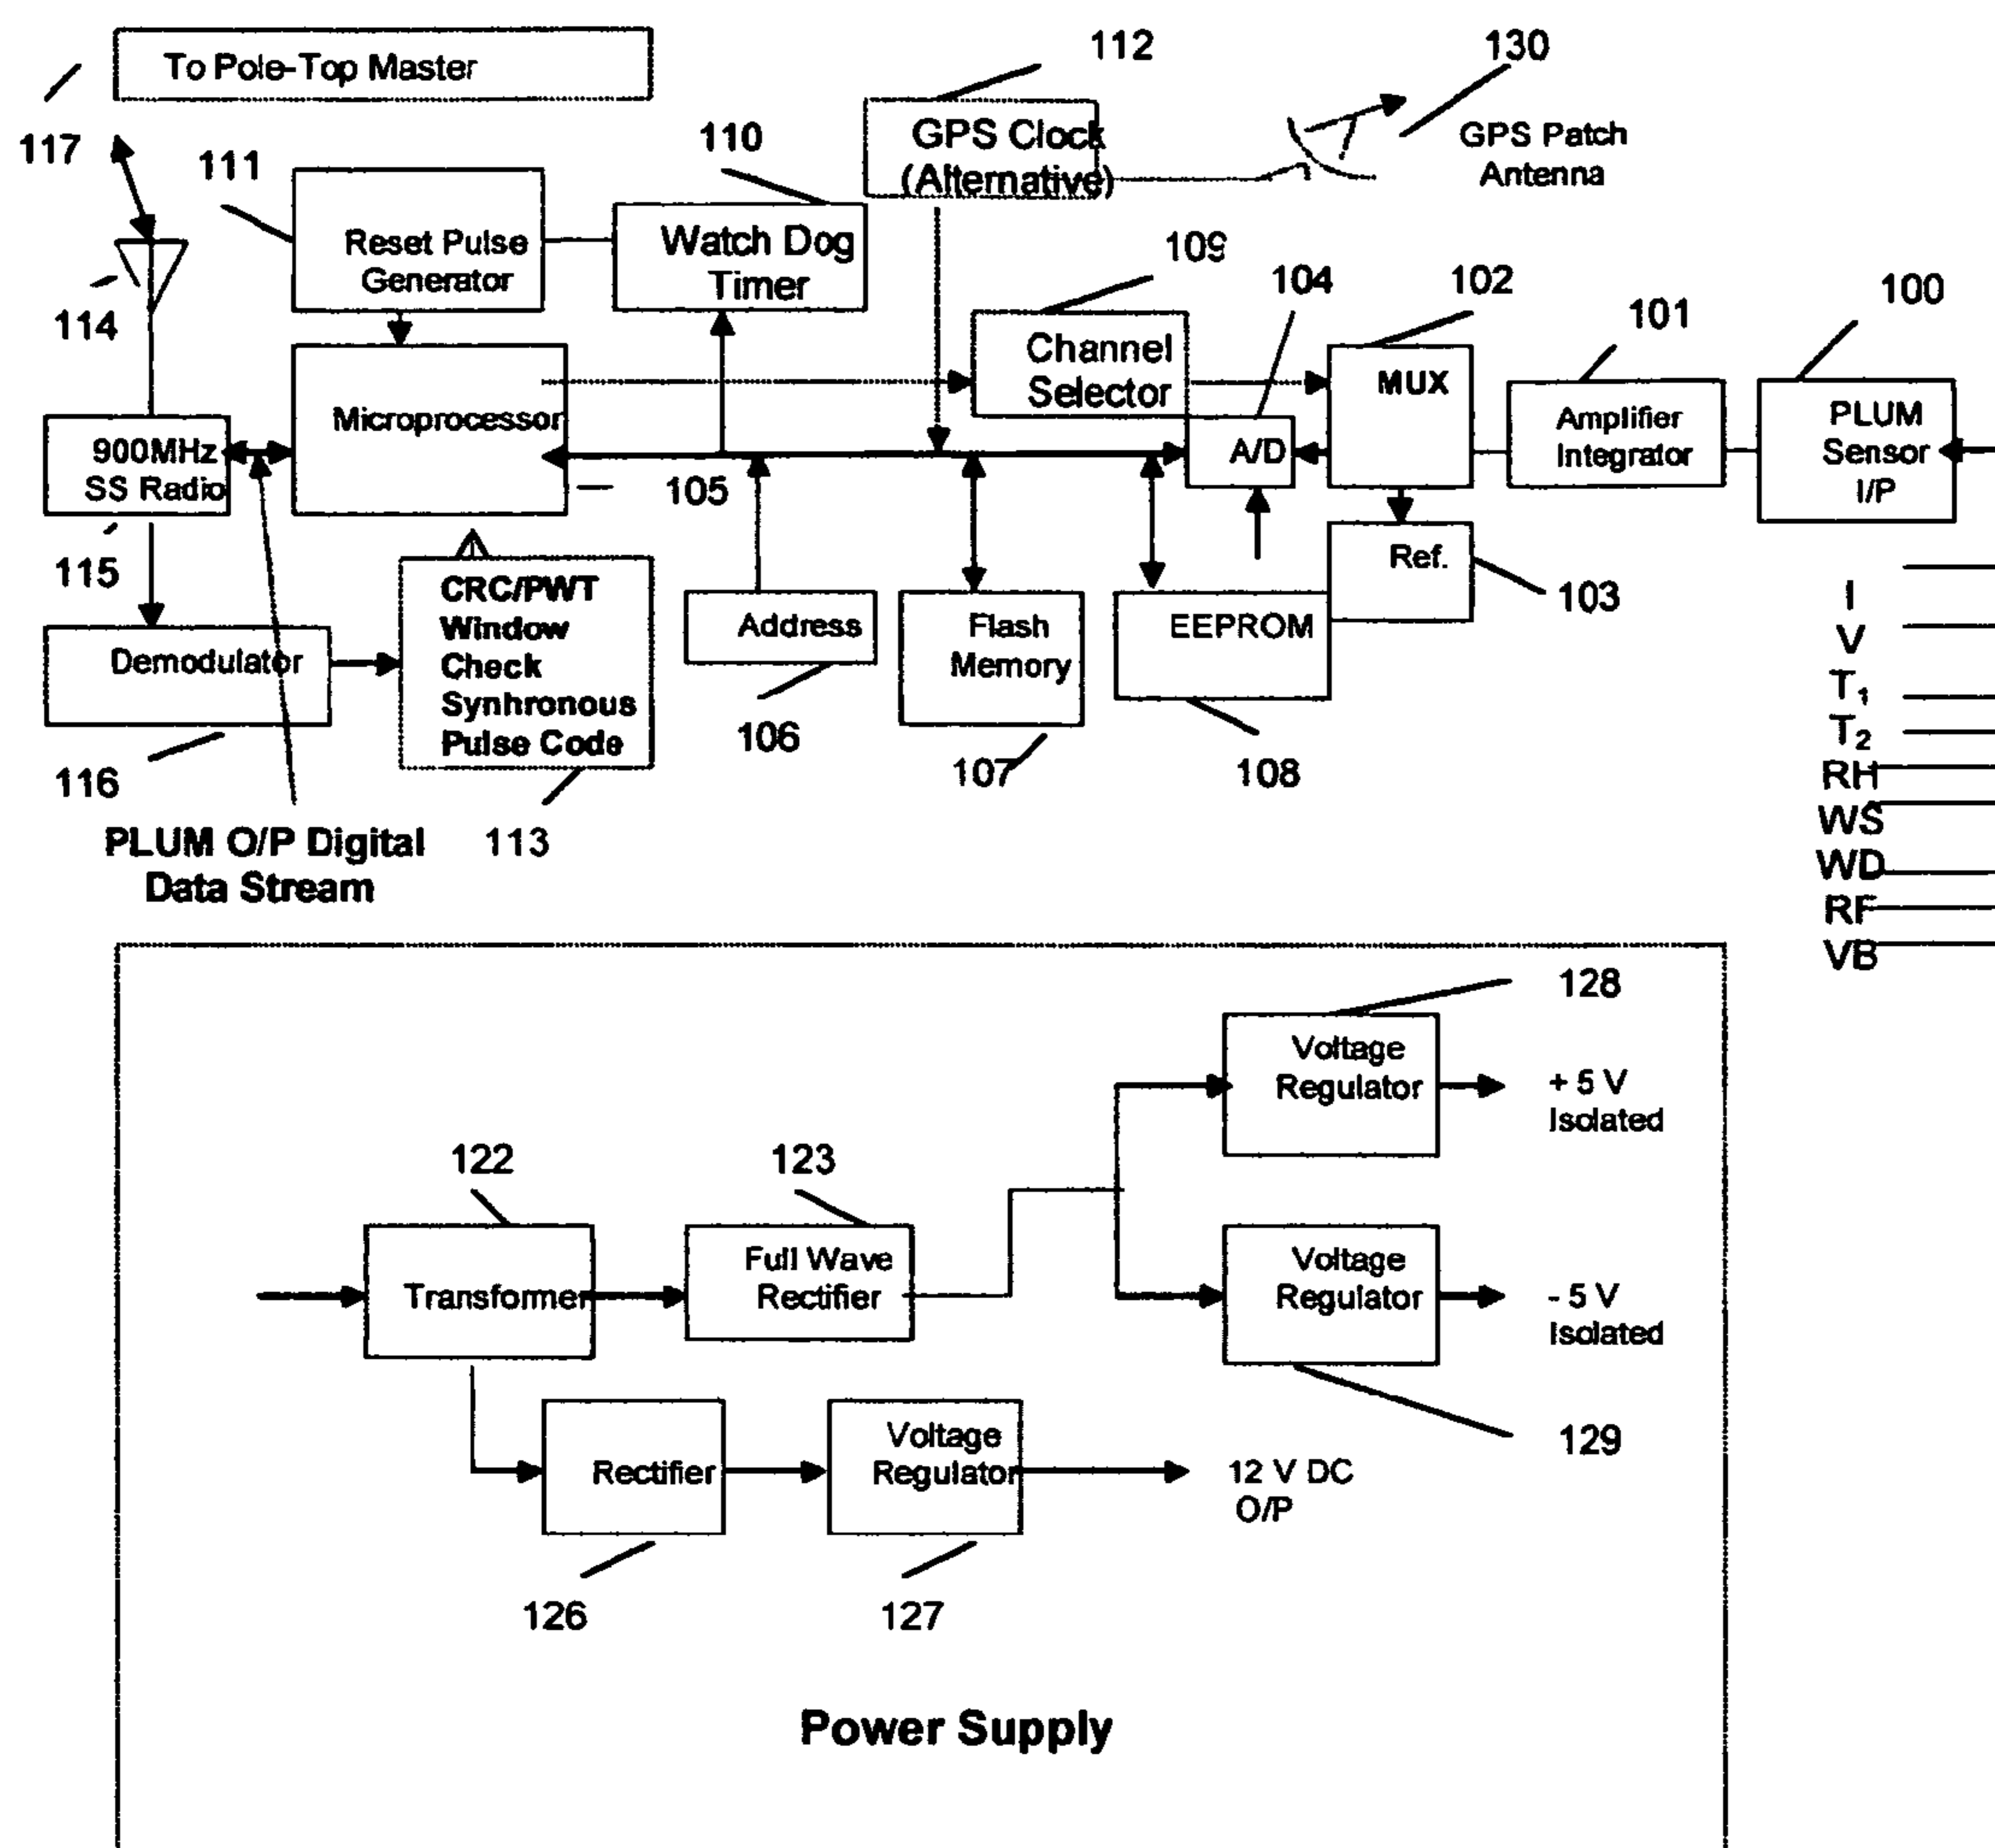 To Pole-Top Master
112
130
117
111
110
GPS Clock
(Alternative)
GPS Patch
Antenna
Reset Pulse
Generator
Watch Dog
Timer
109
104
102
101
100
114
Channel
Selector
MUX
Amplifier
Integrator
PLUM
Sensor
I/P
Microprocessor
900MHz
SS Radio
A/D
105
115
CRC/PWT
Window
Check
Synhronous
Pulse Code
Ref.
103
Demodulator
Address
Flash
Memory
EEPROM
116
106
107
108
PLUM O/P Digital
Data Stream
113
I
V
T₁
T₂
RH
WS
WD
RF
VB
128
Voltage
Regulator
+ 5 V
Isolated
122
123
Transformer
Full Wave
Rectifier
Voltage
Regulator
- 5 V
Isolated
129
Rectifier
Voltage
Regulator
12 V DC
O/P
126
127
Power Supply